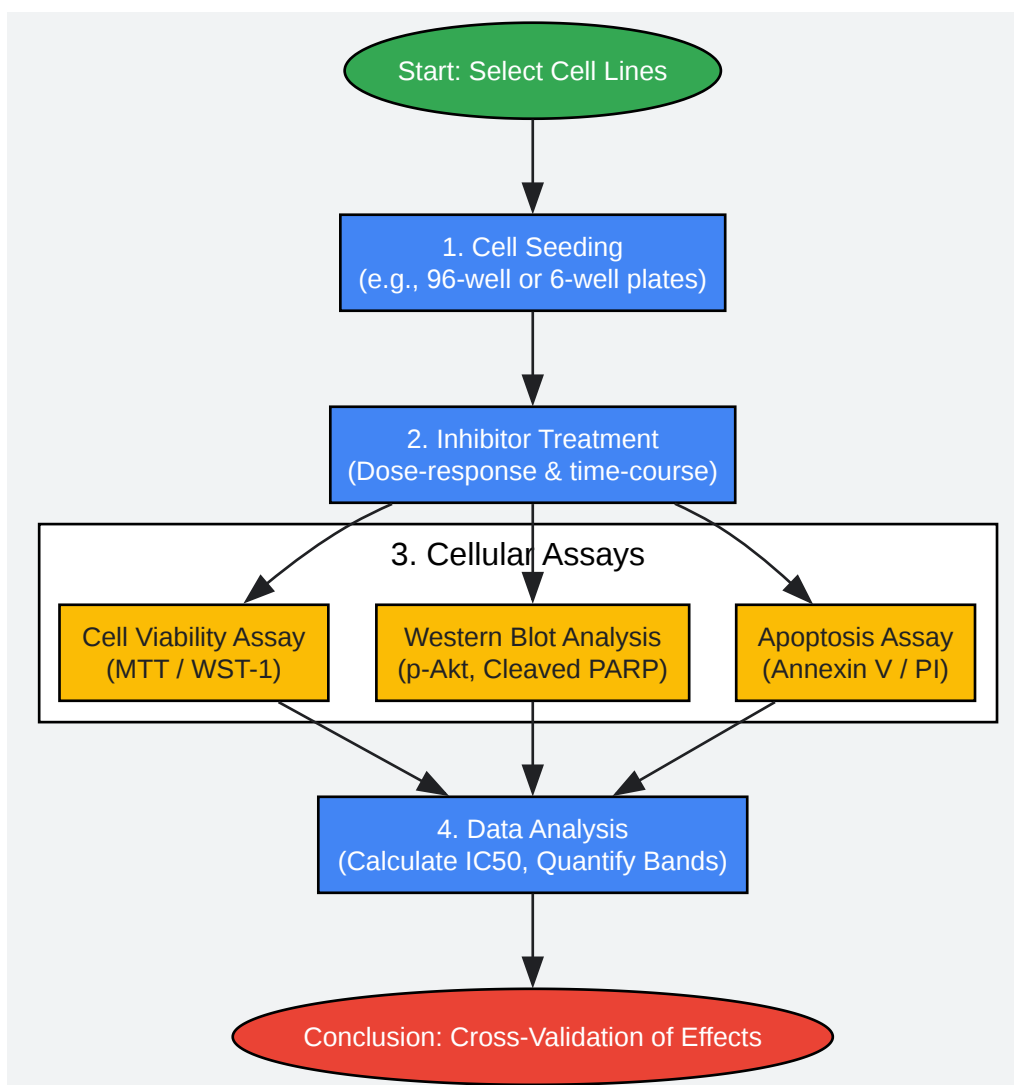 Start: Select Cell Lines
1. Cell Seeding
(e.g., 96-well or 6-well plates)
2. Inhibitor Treatment
(Dose-response & time-course)
3. Cellular Assays
Cell Viability Assay
(MTT / WST-1)
Western Blot Analysis
(p-Akt, Cleaved PARP)
Apoptosis Assay
(Annexin V / PI)
4. Data Analysis
(Calculate IC50, Quantify Bands)
Conclusion: Cross-Validation of Effects